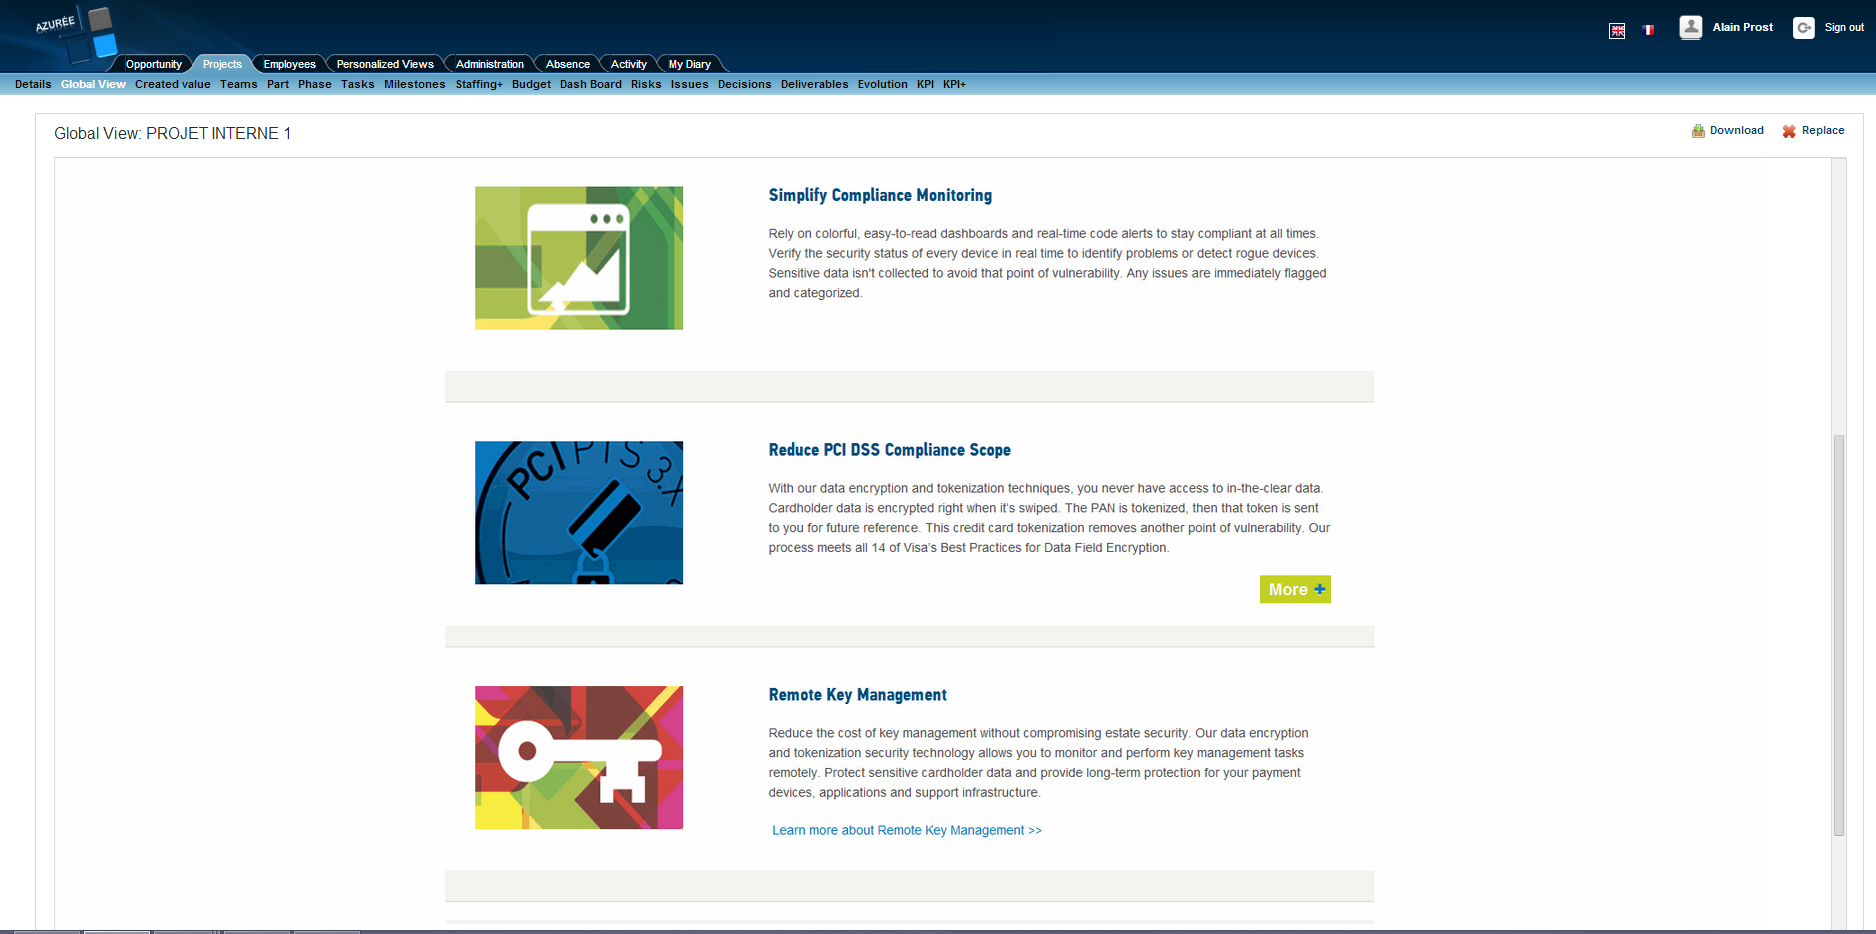 AZURÉE
Alain Prost
Sign out
Opportunity Projects Employees Personalized Views Administration Absence Activity My Diary
Details Global View Created value Teams Part Phase Tasks Milestones Staffing+ Budget Dash Board Risks Issues Decisions Deliverables Evolution KPI KPI+
Global View: PROJET INTERNE 1
Download
Replace
Simplify Compliance Monitoring
Rely on colorful, easy-to-read dashboards and real-time code alerts to stay compliant at all times.
Verify the security status of every device in real time to identify problems or detect rogue devices.
Sensitive data isn't collected to avoid that point of vulnerability. Any issues are immediately flagged
and categorized.
PCI PTS 3.X
Reduce PCI DSS Compliance Scope
With our data encryption and tokenization techniques, you never have access to in-the-clear data.
Cardholder data is encrypted right when it’s swiped. The PAN is tokenized, then that token is sent
to you for future reference. This credit card tokenization removes another point of vulnerability. Our
process meets all 14 of Visa’s Best Practices for Data Field Encryption.
More +
Remote Key Management
Reduce the cost of key management without compromising estate security. Our data encryption
and tokenization security technology allows you to monitor and perform key management tasks
remotely. Protect sensitive cardholder data and provide long-term protection for your payment
devices, applications and support infrastructure.
Learn more about Remote Key Management >>